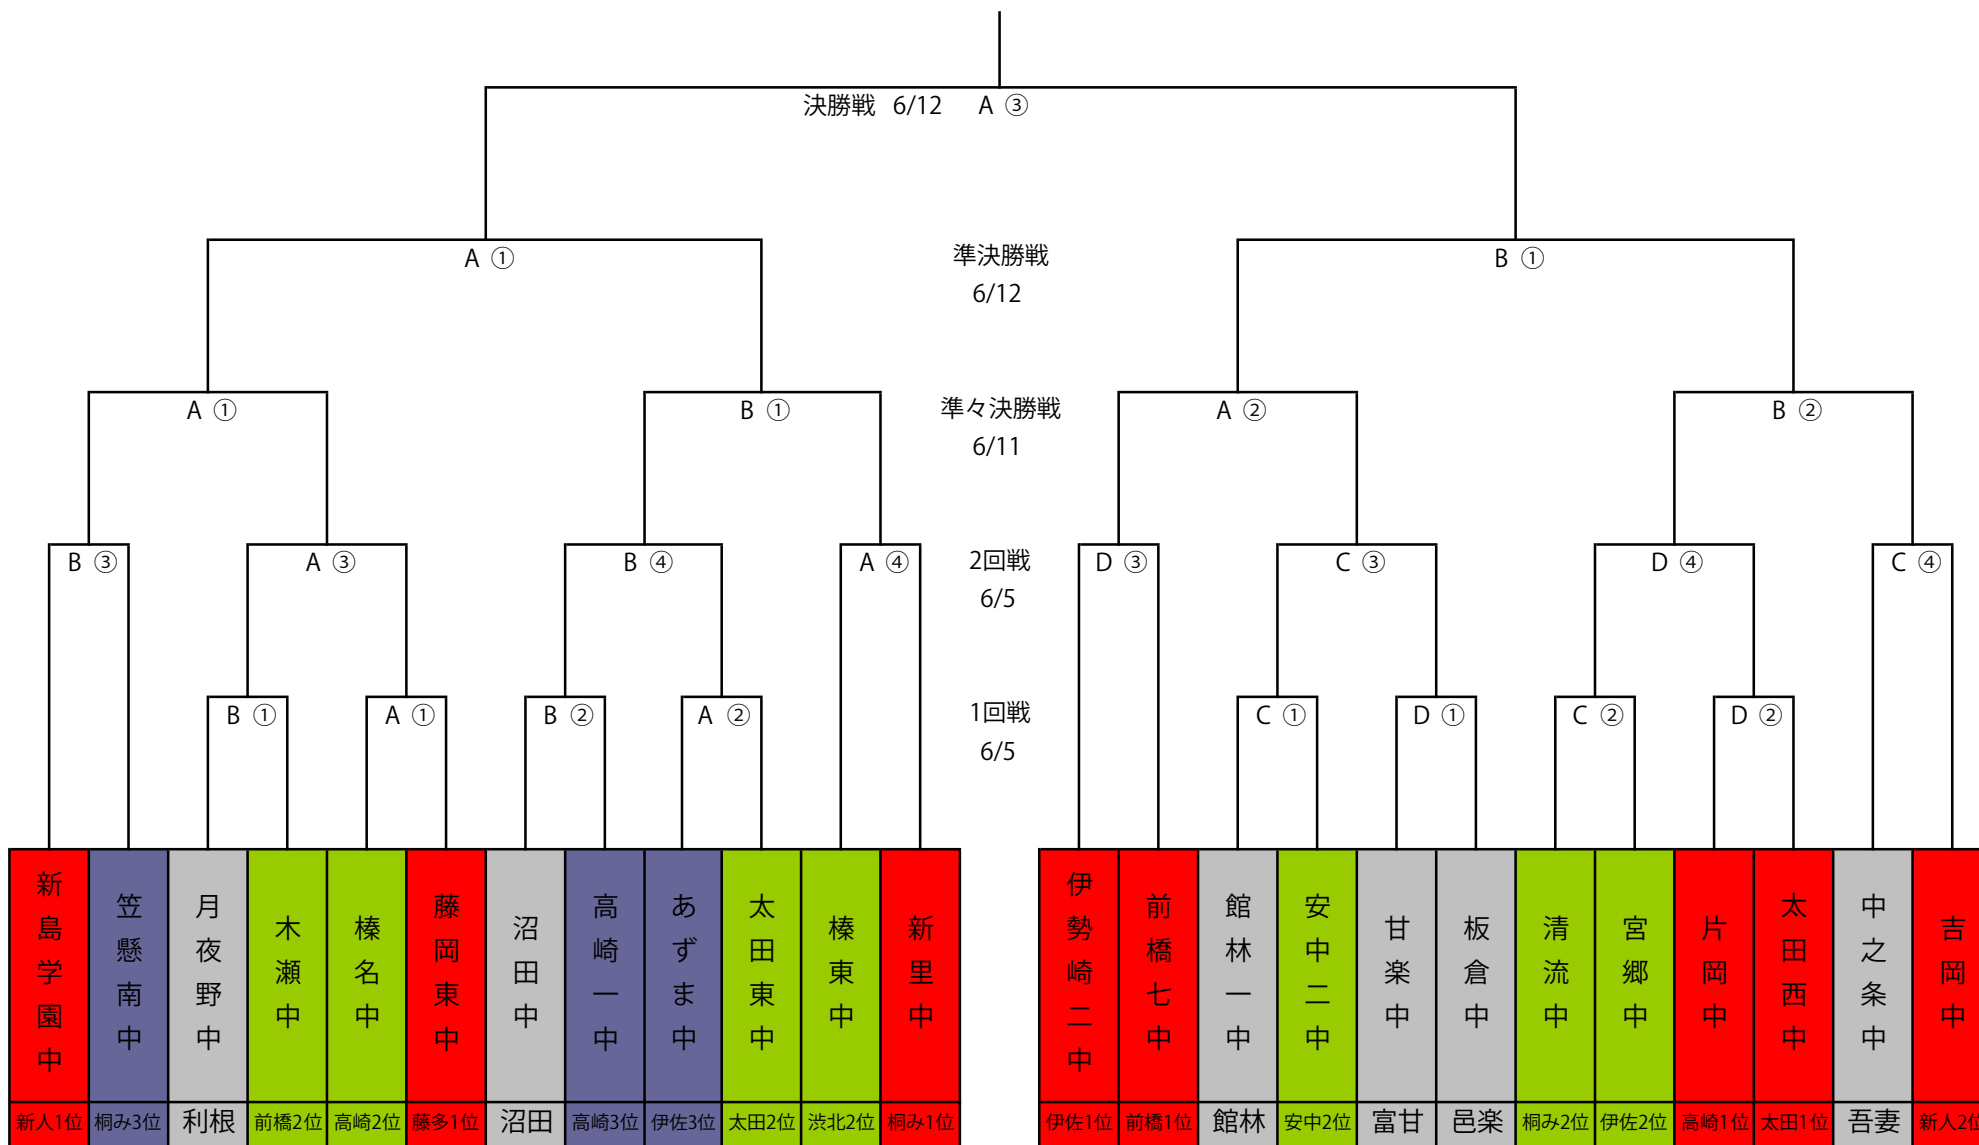 決勝戦 6/12 A ③
A ①
準決勝戦
6/12
B ①
A ①
B ①
準々決勝戦
6/11
A ②
B ②
B ③
A ③
B ④
A ④
2回戦
6/5
D ③
C ③
D ④
C ④
B ①
A ①
B ②
A ②
1回戦
6/5
C ①
D ①
C ②
D ②
新島学園中
笠懸南中
月夜野中
木瀬中
榛名中
藤岡東中
沼田中
高崎一中
あずま中
太田東中
榛東中
新里中
伊勢崎二中
前橋七中
館林一中
安中二中
甘楽中
板倉中
清流中
宮郷中
片岡中
太田西中
中之条中
吉岡中
新人1位
桐み3位
利根
前橋2位
高崎2位
藤多1位
沼田
高崎3位
伊佐3位
太田2位
渋北2位
桐み1位
伊佐1位
前橋1位
館林
安中2位
富甘
邑楽
桐み2位
伊佐2位
高崎1位
太田1位
吾妻
新人2位